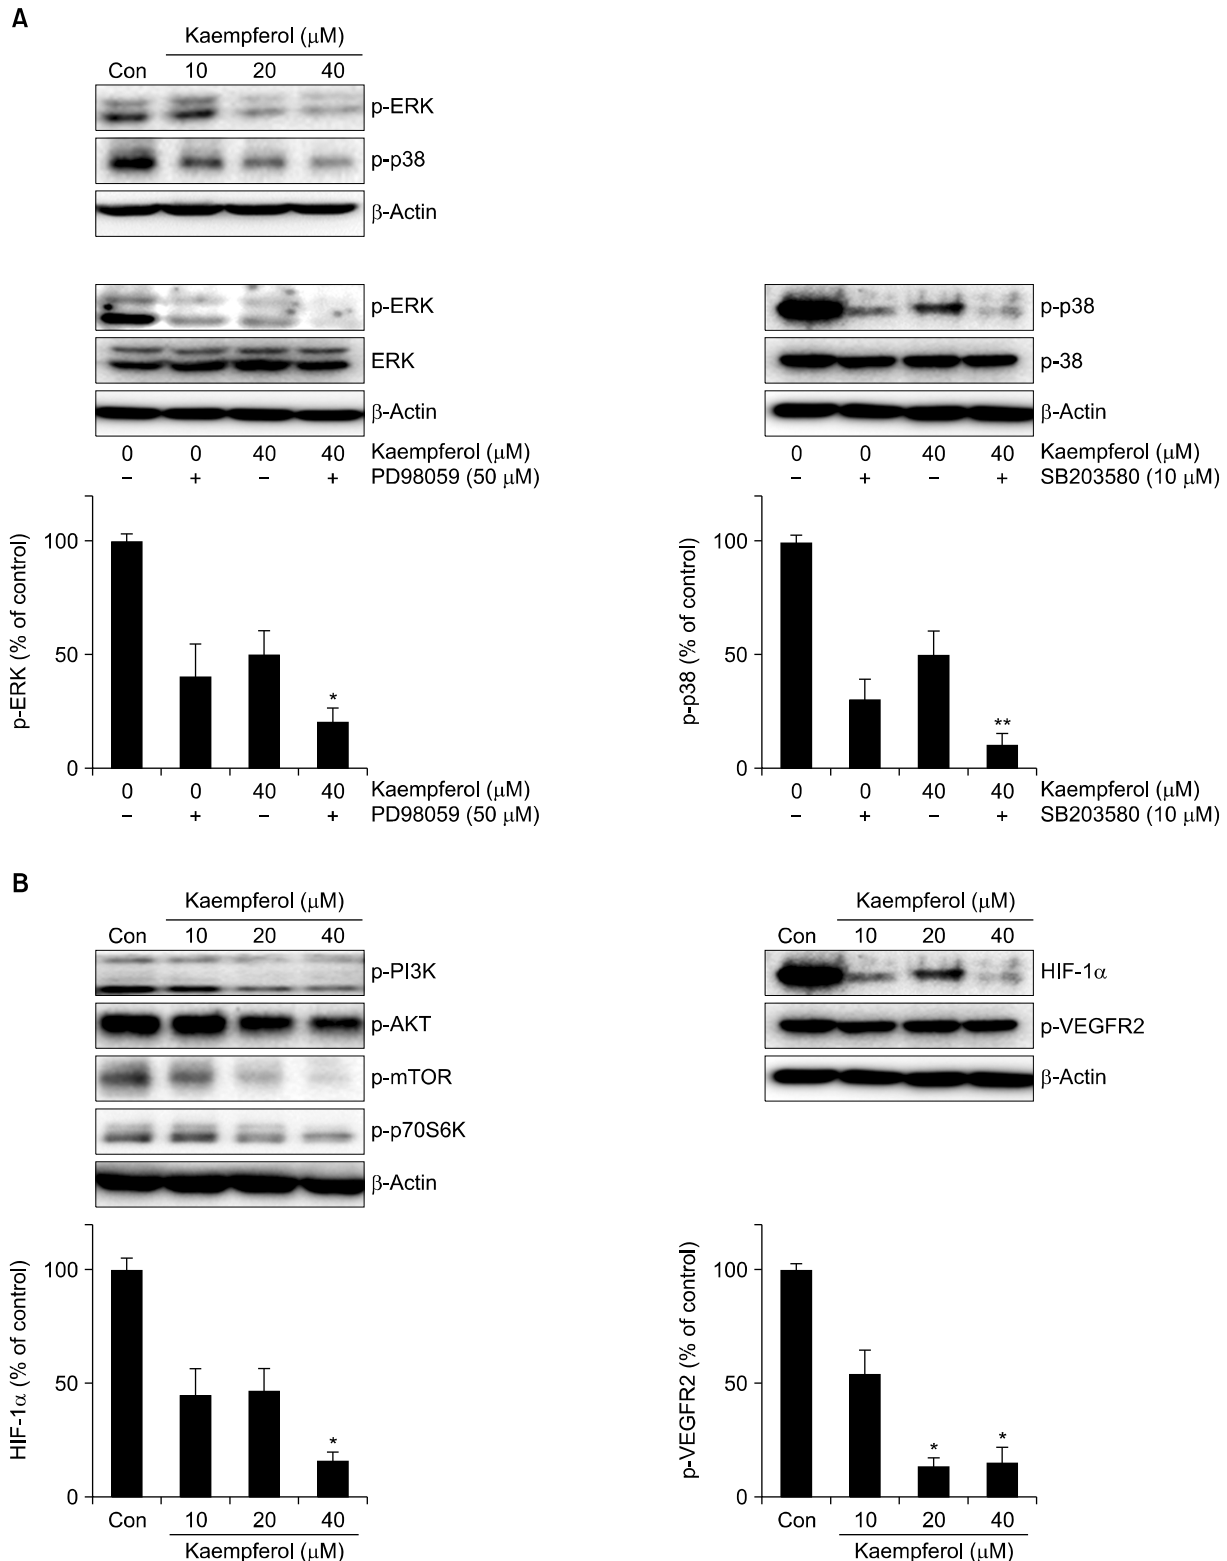 A
Kaempferol (μM)
Con 10 20 40
p-ERK
p-p38
β-Actin
p-ERK
ERK
β-Actin
0 0 40 40 Kaempferol (μM)
– + – + PD98059 (50 μM)
p-p38
p-38
β-Actin
0 0 40 40 Kaempferol (μM)
– + – + SB203580 (10 μM)
p-ERK (% of control)
100
50
0
*
0 0 40 40 Kaempferol (μM)
– + – + PD98059 (50 μM)
p-p38 (% of control)
100
50
0
**
0 0 40 40 Kaempferol (μM)
– + – + SB203580 (10 μM)
B
Kaempferol (μM)
Con 10 20 40
p-PI3K
p-AKT
p-mTOR
p-p70S6K
β-Actin
Kaempferol (μM)
Con 10 20 40
HIF-1α
p-VEGFR2
β-Actin
HIF-1α (% of control)
100
50
0
*
Con 10 20 40
Kaempferol (μM)
p-VEGFR2 (% of control)
100
50
0
* *
Con 10 20 40
Kaempferol (μM)